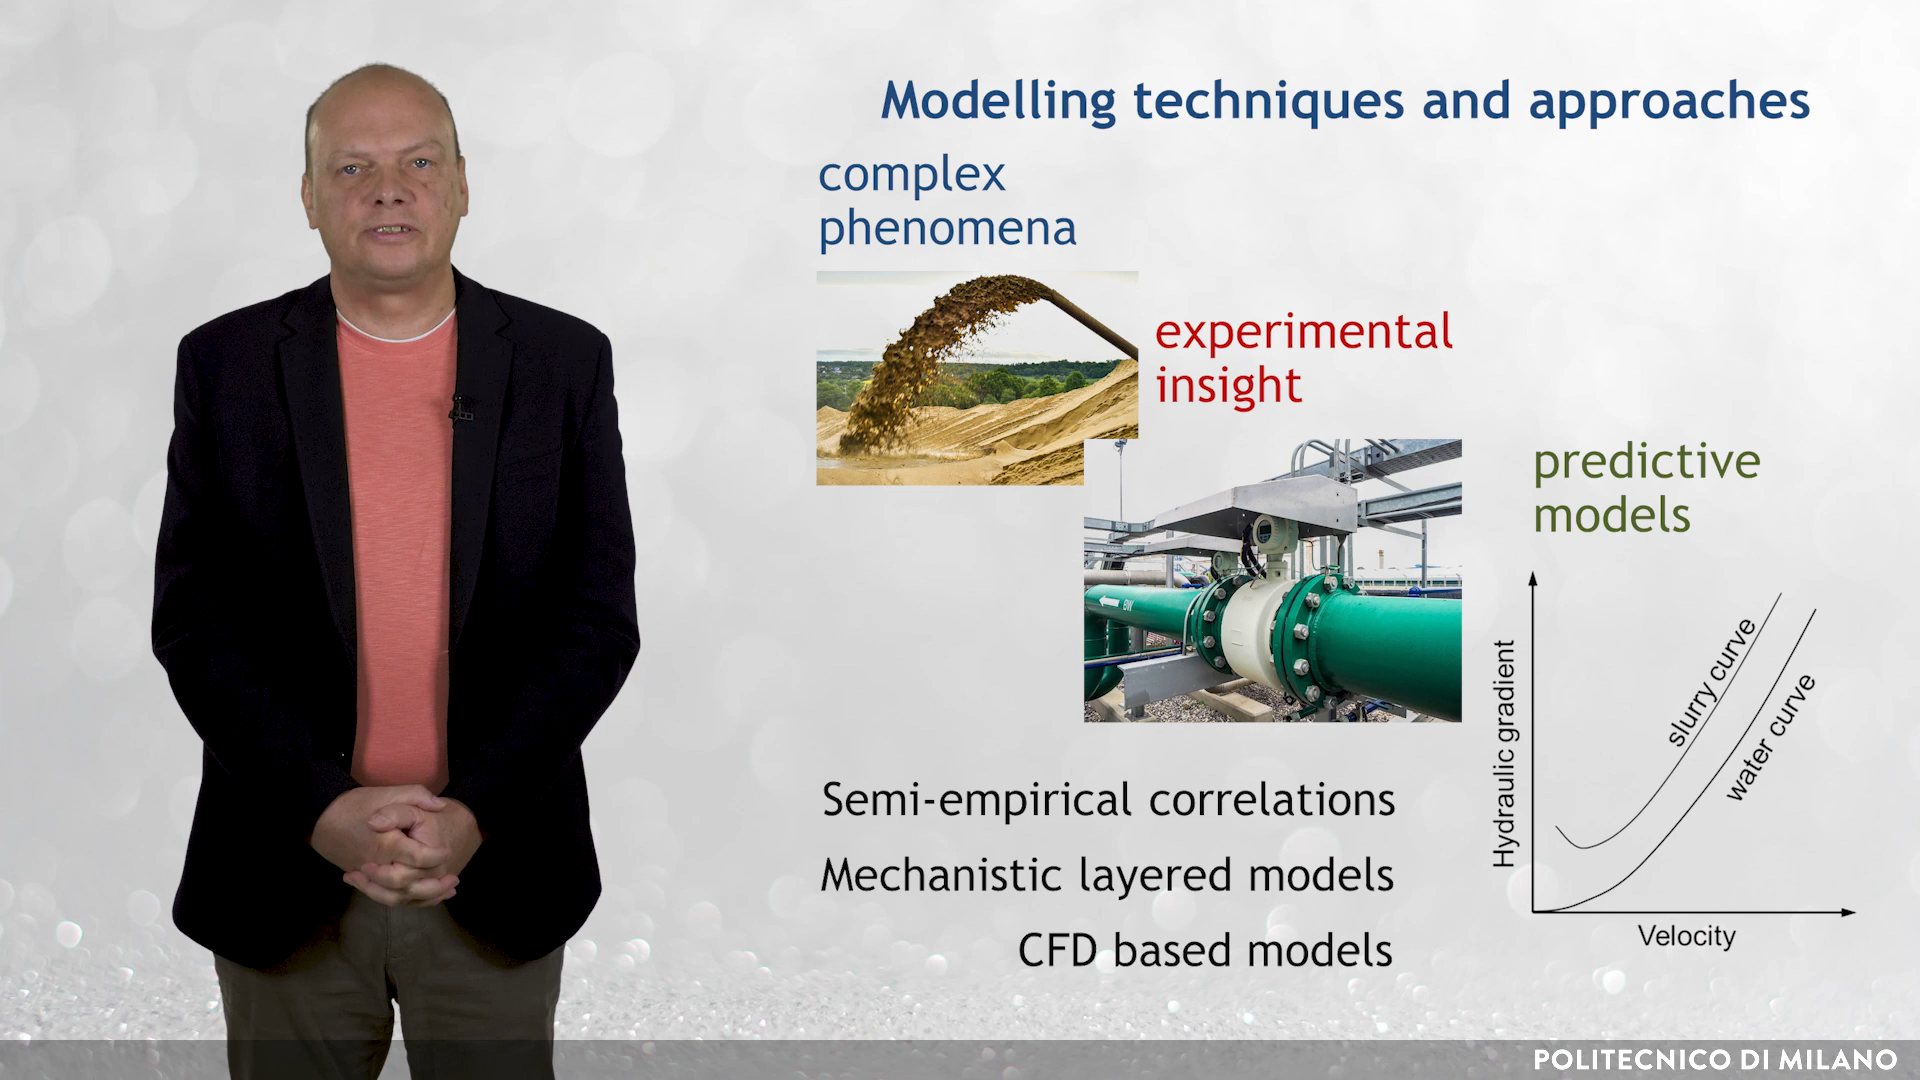 Modelling techniques and approaches
complex
phenomena
experimental
insight
BW
predictive
models
Hydraulic gradient
slurry curve
water curve
Velocity
Semi-empirical correlations
Mechanistic layered models
CFD based models
POLITECNICO DI MILANO